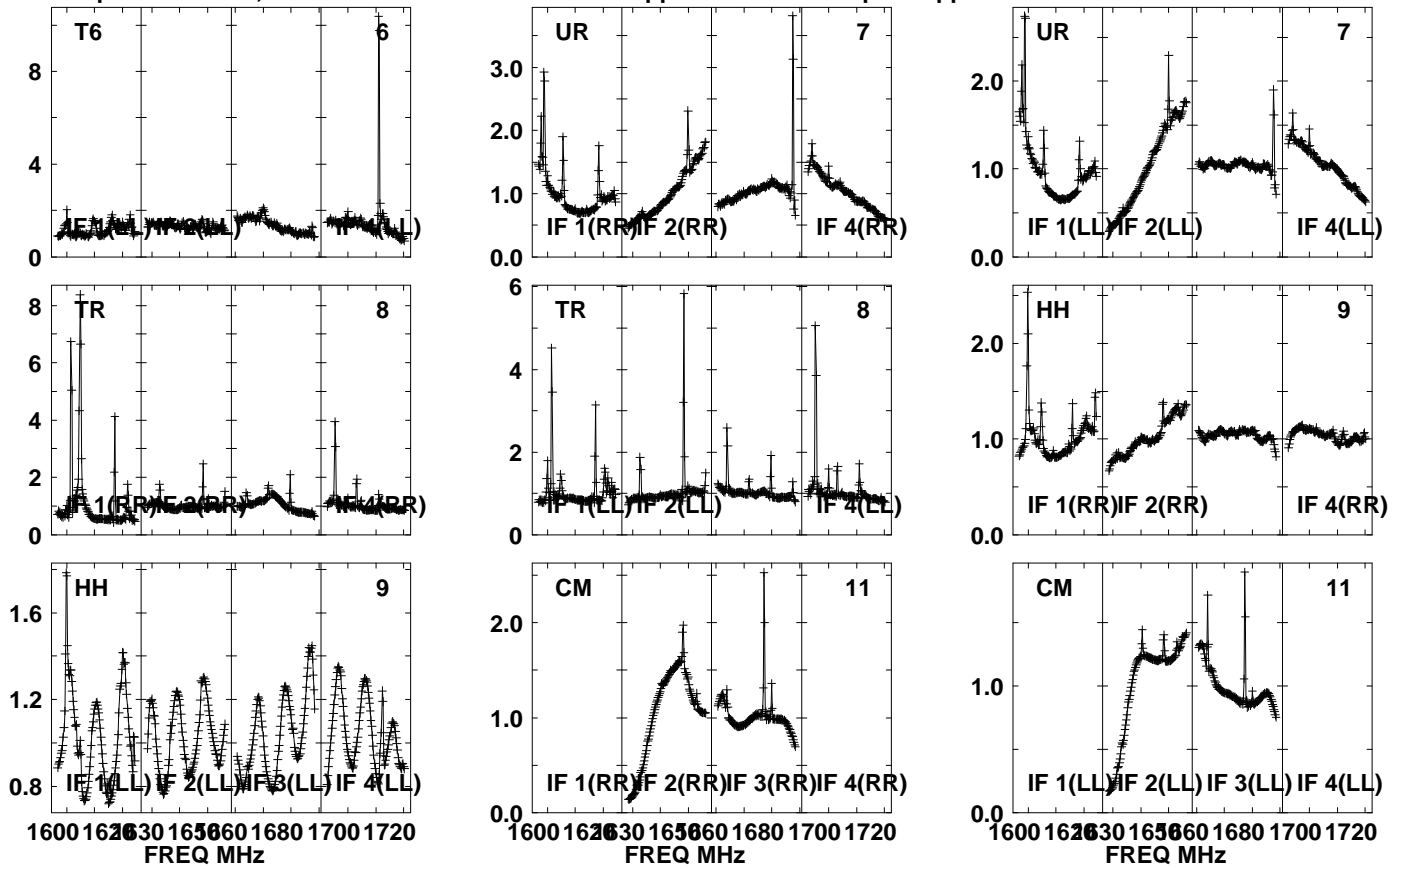 T6 6
8
4
0
IF 1(LL) IF 2(LL) IF 4(LL)
UR 7
3.0
2.0
1.0
0.0
IF 1(RR) IF 2(RR) IF 4(RR)
UR 7
2.0
1.0
0.0
IF 1(LL) IF 2(LL) IF 4(LL)
TR 8
8
6
4
2
0
IF 1(RR) IF 2(RR) IF 4(RR)
TR 8
6
4
2
0
IF 1(LL) IF 2(LL) IF 4(LL)
HH 9
2.0
1.0
0.0
IF 1(RR) IF 2(RR) IF 4(RR)
HH 9
1.6
1.2
0.8
IF 1(LL) IF 2(LL) IF 3(LL) IF 4(LL)
1600 1620 1630 1650 1660 1680 1700 1720
FREQ MHz
CM 11
2.0
1.0
0.0
IF 1(RR) IF 2(RR) IF 3(RR) IF 4(RR)
1600 1620 1630 1650 1660 1680 1700 1720
FREQ MHz
CM 11
1.0
0.0
IF 1(LL) IF 2(LL) IF 3(LL) IF 4(LL)
1600 1620 1630 1650 1660 1680 1700 1720
FREQ MHz